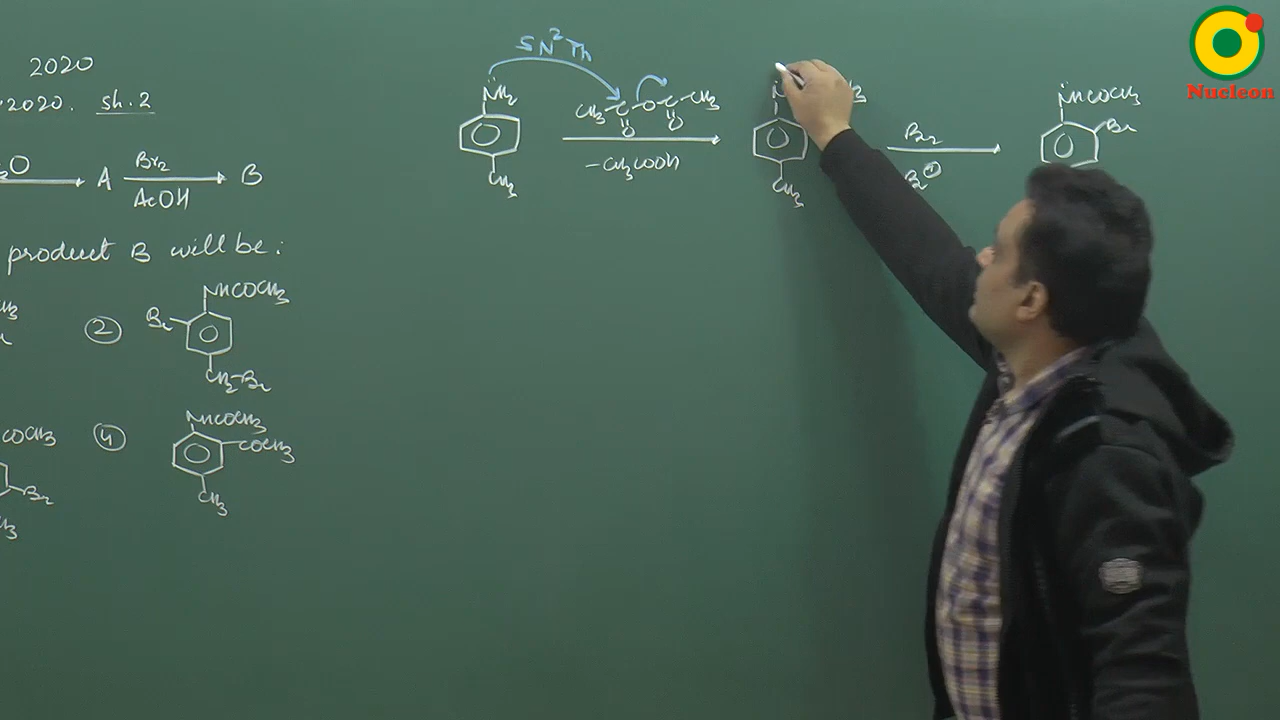 2020
2020. sh.2
A Br2 B
AcOH
product B will be:
2 NHCOCH3
Br
CH2-Br
4 NHCOCH3
COCH3
CH3
COCH3
Br
SN2Th
NH2
CH3
CH3 C O C CH3
O O
-CH3COOH
CH3
Br2
NHCOCH3
Br
Nucleon